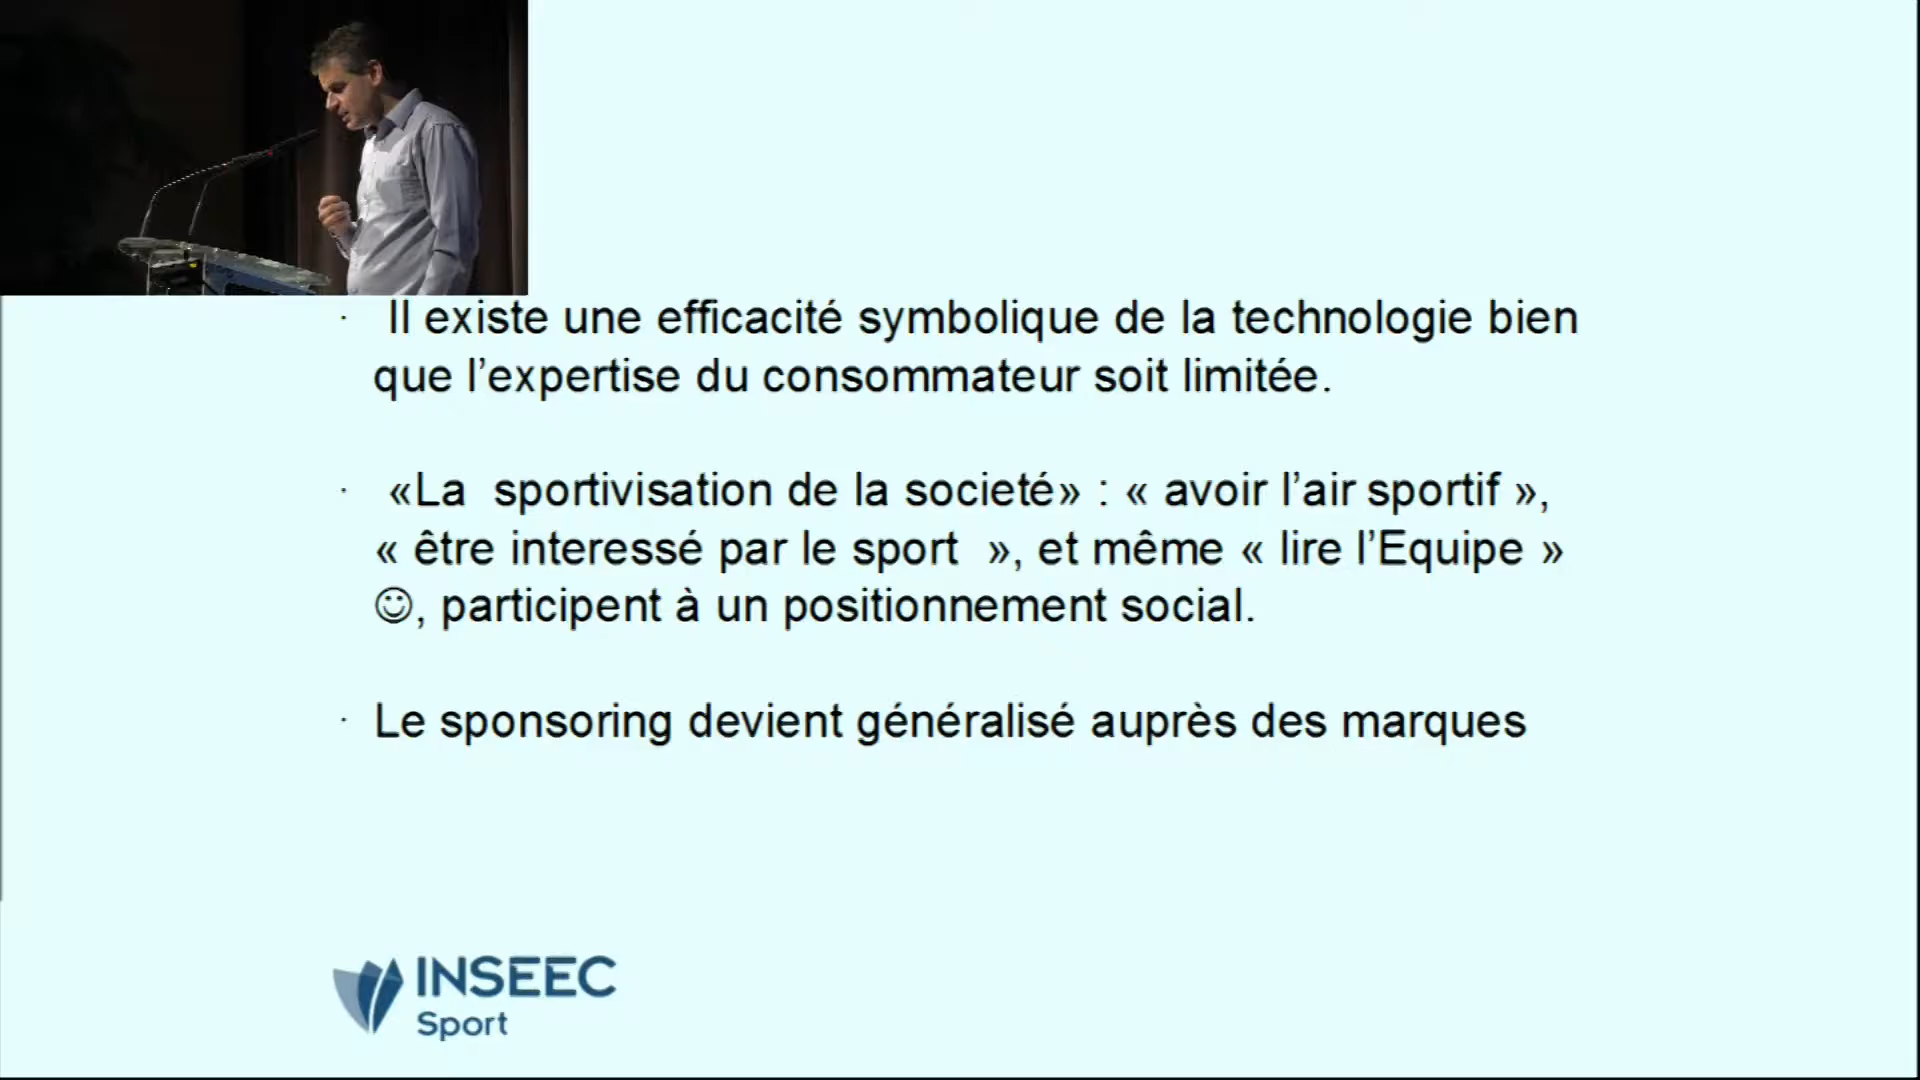 · Il existe une efficacité symbolique de la technologie bien
que l’expertise du consommateur soit limitée.
· «La sportivisation de la societé» : « avoir l’air sportif »,
« être interessé par le sport », et même « lire l’Equipe »
☺, participent à un positionnement social.
· Le sponsoring devient généralisé auprès des marques
INSEEC
Sport